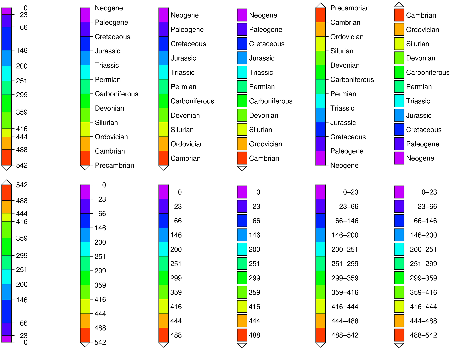 0
23
66
146
200
251
299
359
416
444
488
542
Neogene
Paleogene
Cretaceous
Jurassic
Triassic
Permian
Carboniferous
Devonian
Silurian
Ordovician
Cambrian
Precambrian
Neogene
Paleogene
Cretaceous
Jurassic
Triassic
Permian
Carboniferous
Devonian
Silurian
Ordovician
Cambrian
Neogene
Paleogene
Cretaceous
Jurassic
Triassic
Permian
Carboniferous
Devonian
Silurian
Ordovician
Cambrian
Precambrian
Cambrian
Ordovician
Silurian
Devonian
Carboniferous
Permian
Triassic
Jurassic
Cretaceous
Paleogene
Neogene
Cambrian
Ordovician
Silurian
Devonian
Carboniferous
Permian
Triassic
Jurassic
Cretaceous
Paleogene
Neogene
542
488
444
416
359
299
251
200
146
66
23
0
0
23
66
146
200
251
299
359
416
444
488
542
0
23
66
146
200
251
299
359
416
444
488
0
23
66
146
200
251
299
359
416
444
488
0–23
23–66
66–146
146–200
200–251
251–299
299–359
359–416
416–444
444–488
488–542
0–23
23–66
66–146
146–200
200–251
251–299
299–359
359–416
416–444
444–488
488–542